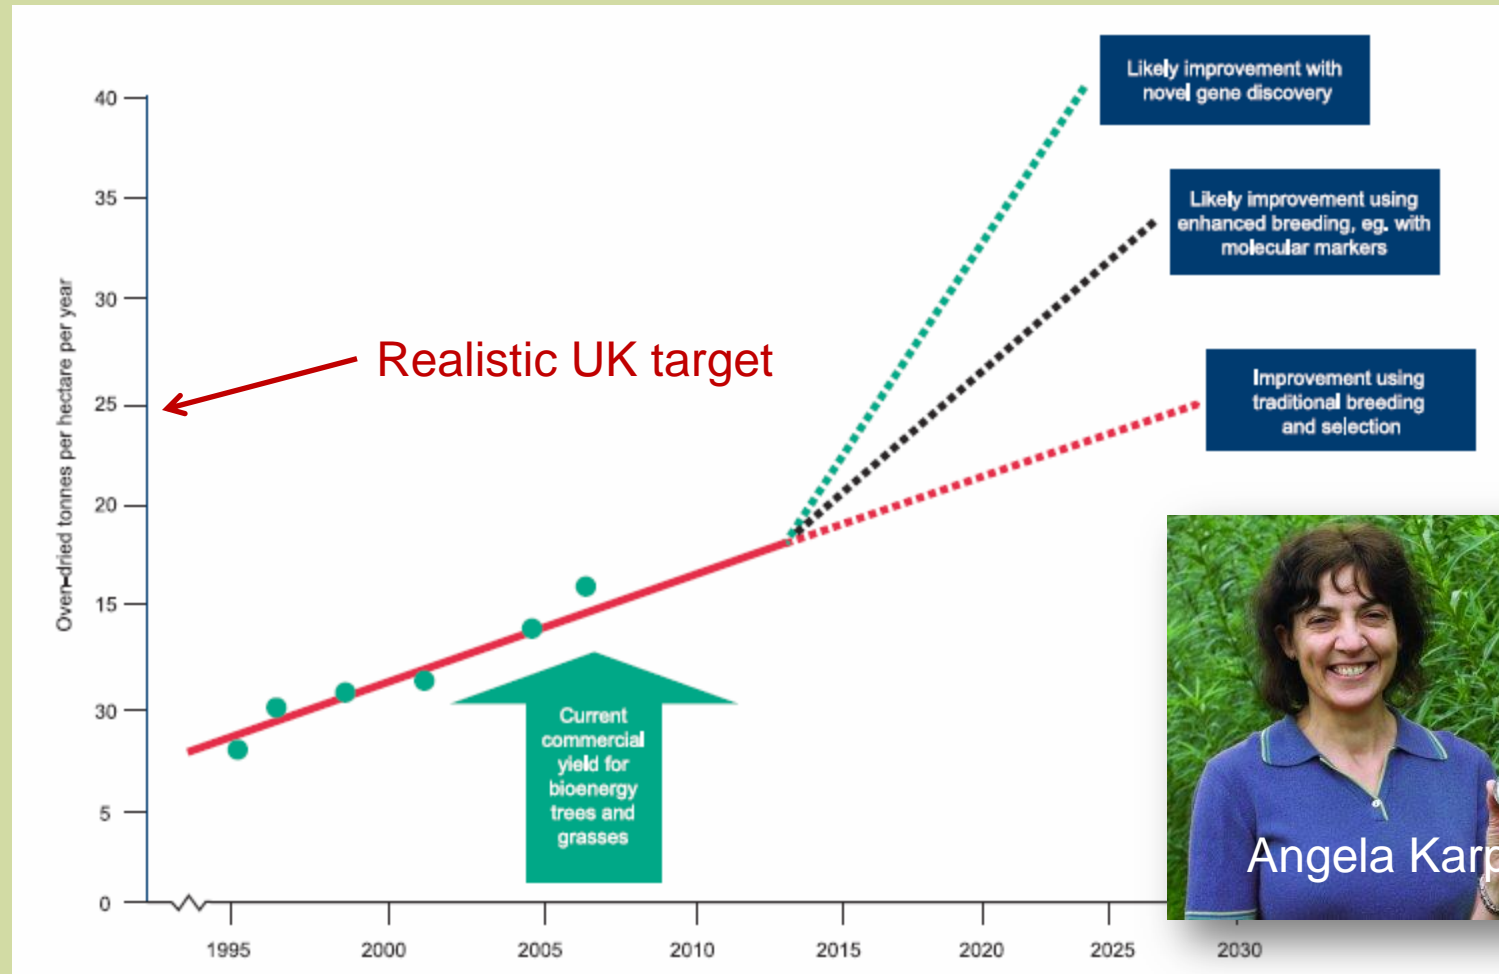 Likely improvement with
novel gene discovery
Likely improvement using
enhanced breeding, eg. with
molecular markers
Improvement using
traditional breeding
and selection
Realistic UK target
Oven-dried tonnes per hectare per year
40
35
30
25
20
15
30
5
0
Current
commercial
yield for
bioenergy
trees and
grasses
Angela Karp
1995
2000
2005
2010
2015
2020
2025
2030